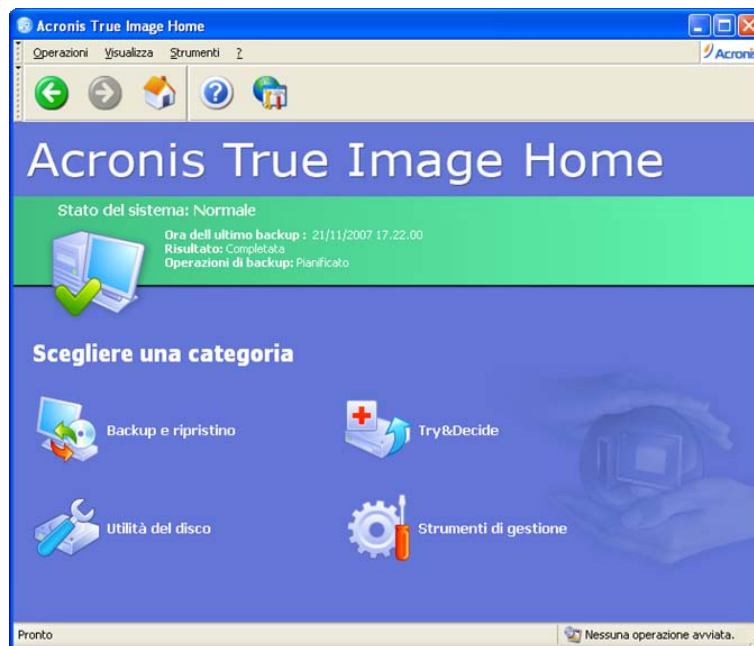 Acronis True Image Home
Operazioni Visualizza Strumenti ?
Acronis
Acronis True Image Home
Stato del sistema: Normale
Ora dell ultimo backup : 21/11/2007 17.22.00
Risultato: Completata
Operazioni di backup: Pianificato
Scegliere una categoria
Backup e ripristino
Try&Decide
Utilità del disco
Strumenti di gestione
Pronto
Nessuna operazione avviata.